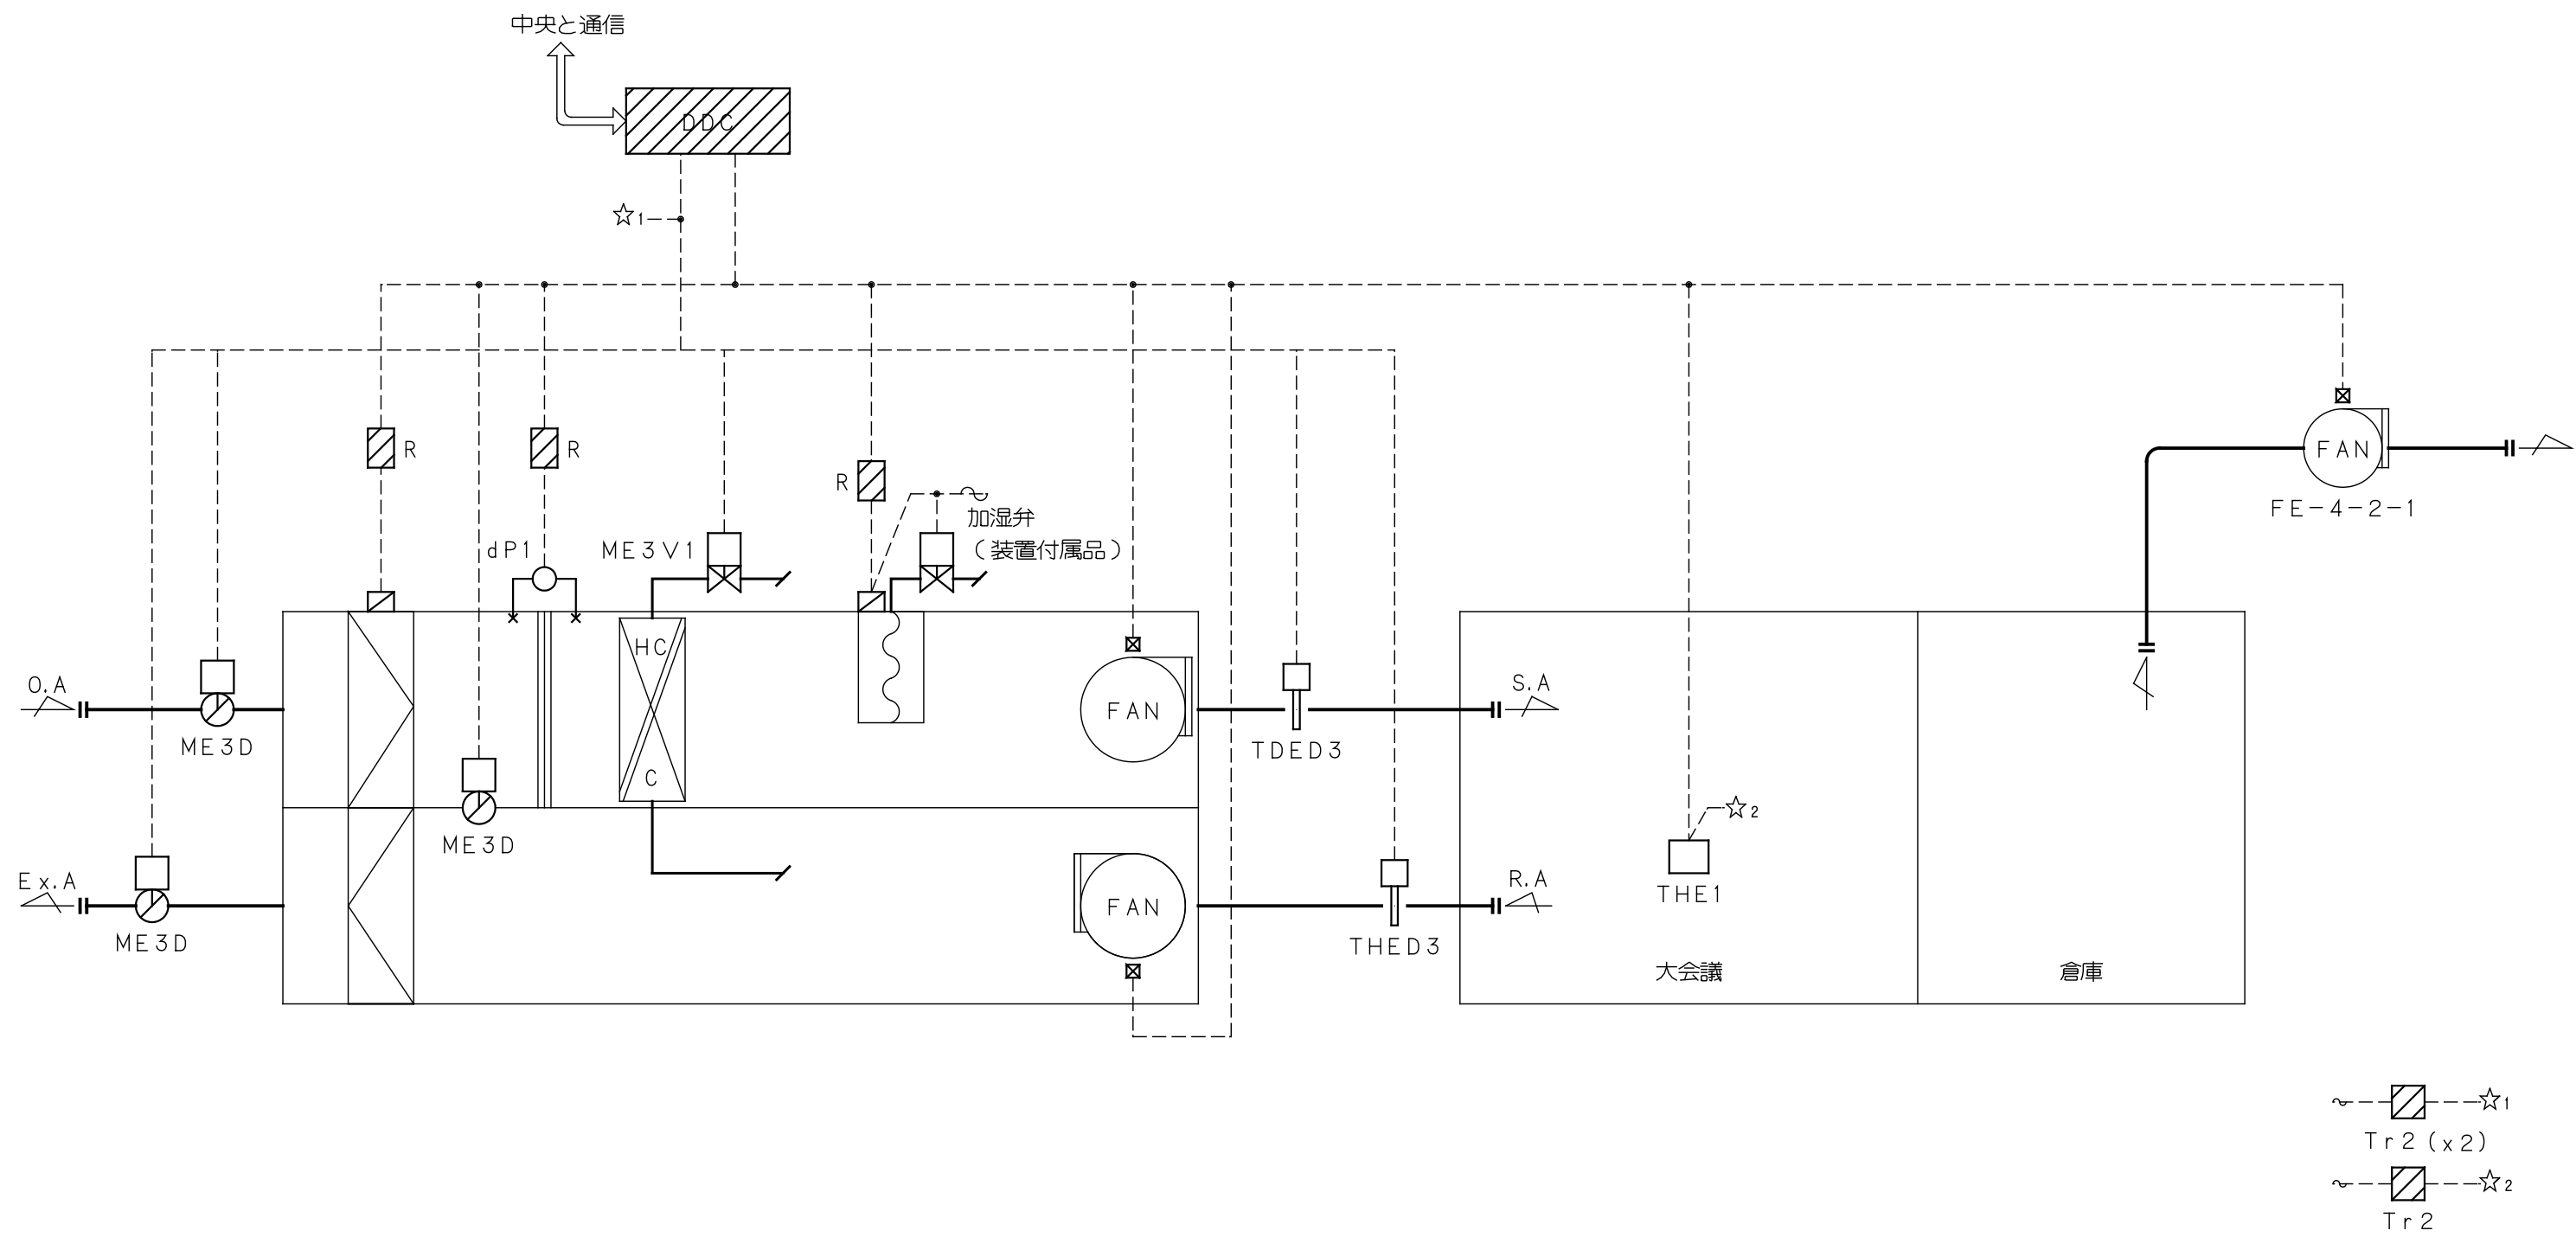 中央と通信
DDC
☆1
R
R
R
FAN
FE-4-2-1
加湿弁
(装置付属品)
dP1
ME3V1
HC
O.A
S.A
FAN
ME3D
TDED3
C
☆2
ME3D
Ex.A
R.A
THE1
FAN
ME3D
THED3
大会議
倉庫
☆1
Tr2(x2)
☆2
Tr2